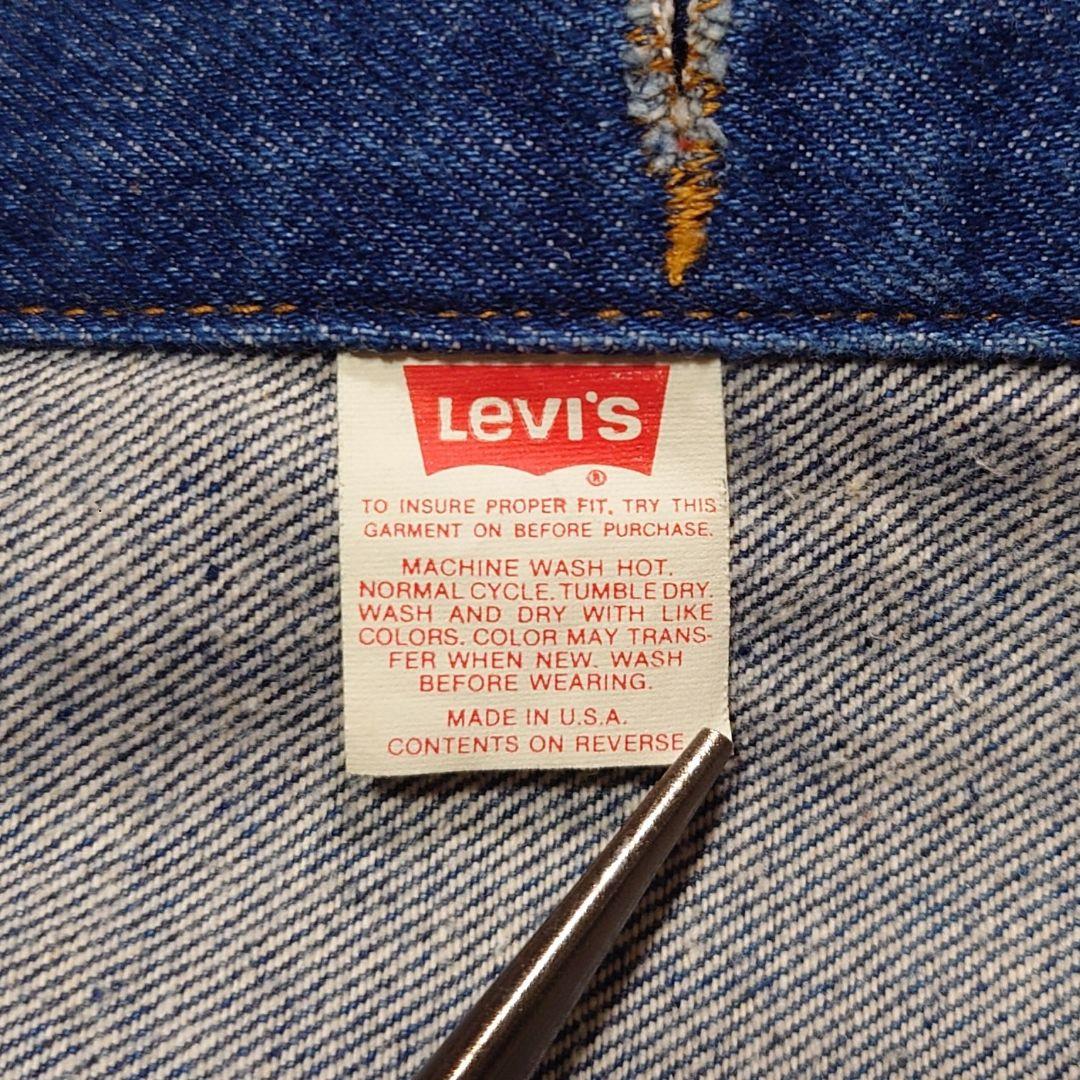 Levi's
®
TO INSURE PROPER FIT, TRY THIS
GARMENT ON BEFORE PURCHASE.
MACHINE WASH HOT.
NORMAL CYCLE. TUMBLE DRY.
WASH AND DRY WITH LIKE
COLORS. COLOR MAY TRANS-
FER WHEN NEW. WASH
BEFORE WEARING.
MADE IN U.S.A.
CONTENTS ON REVERSE